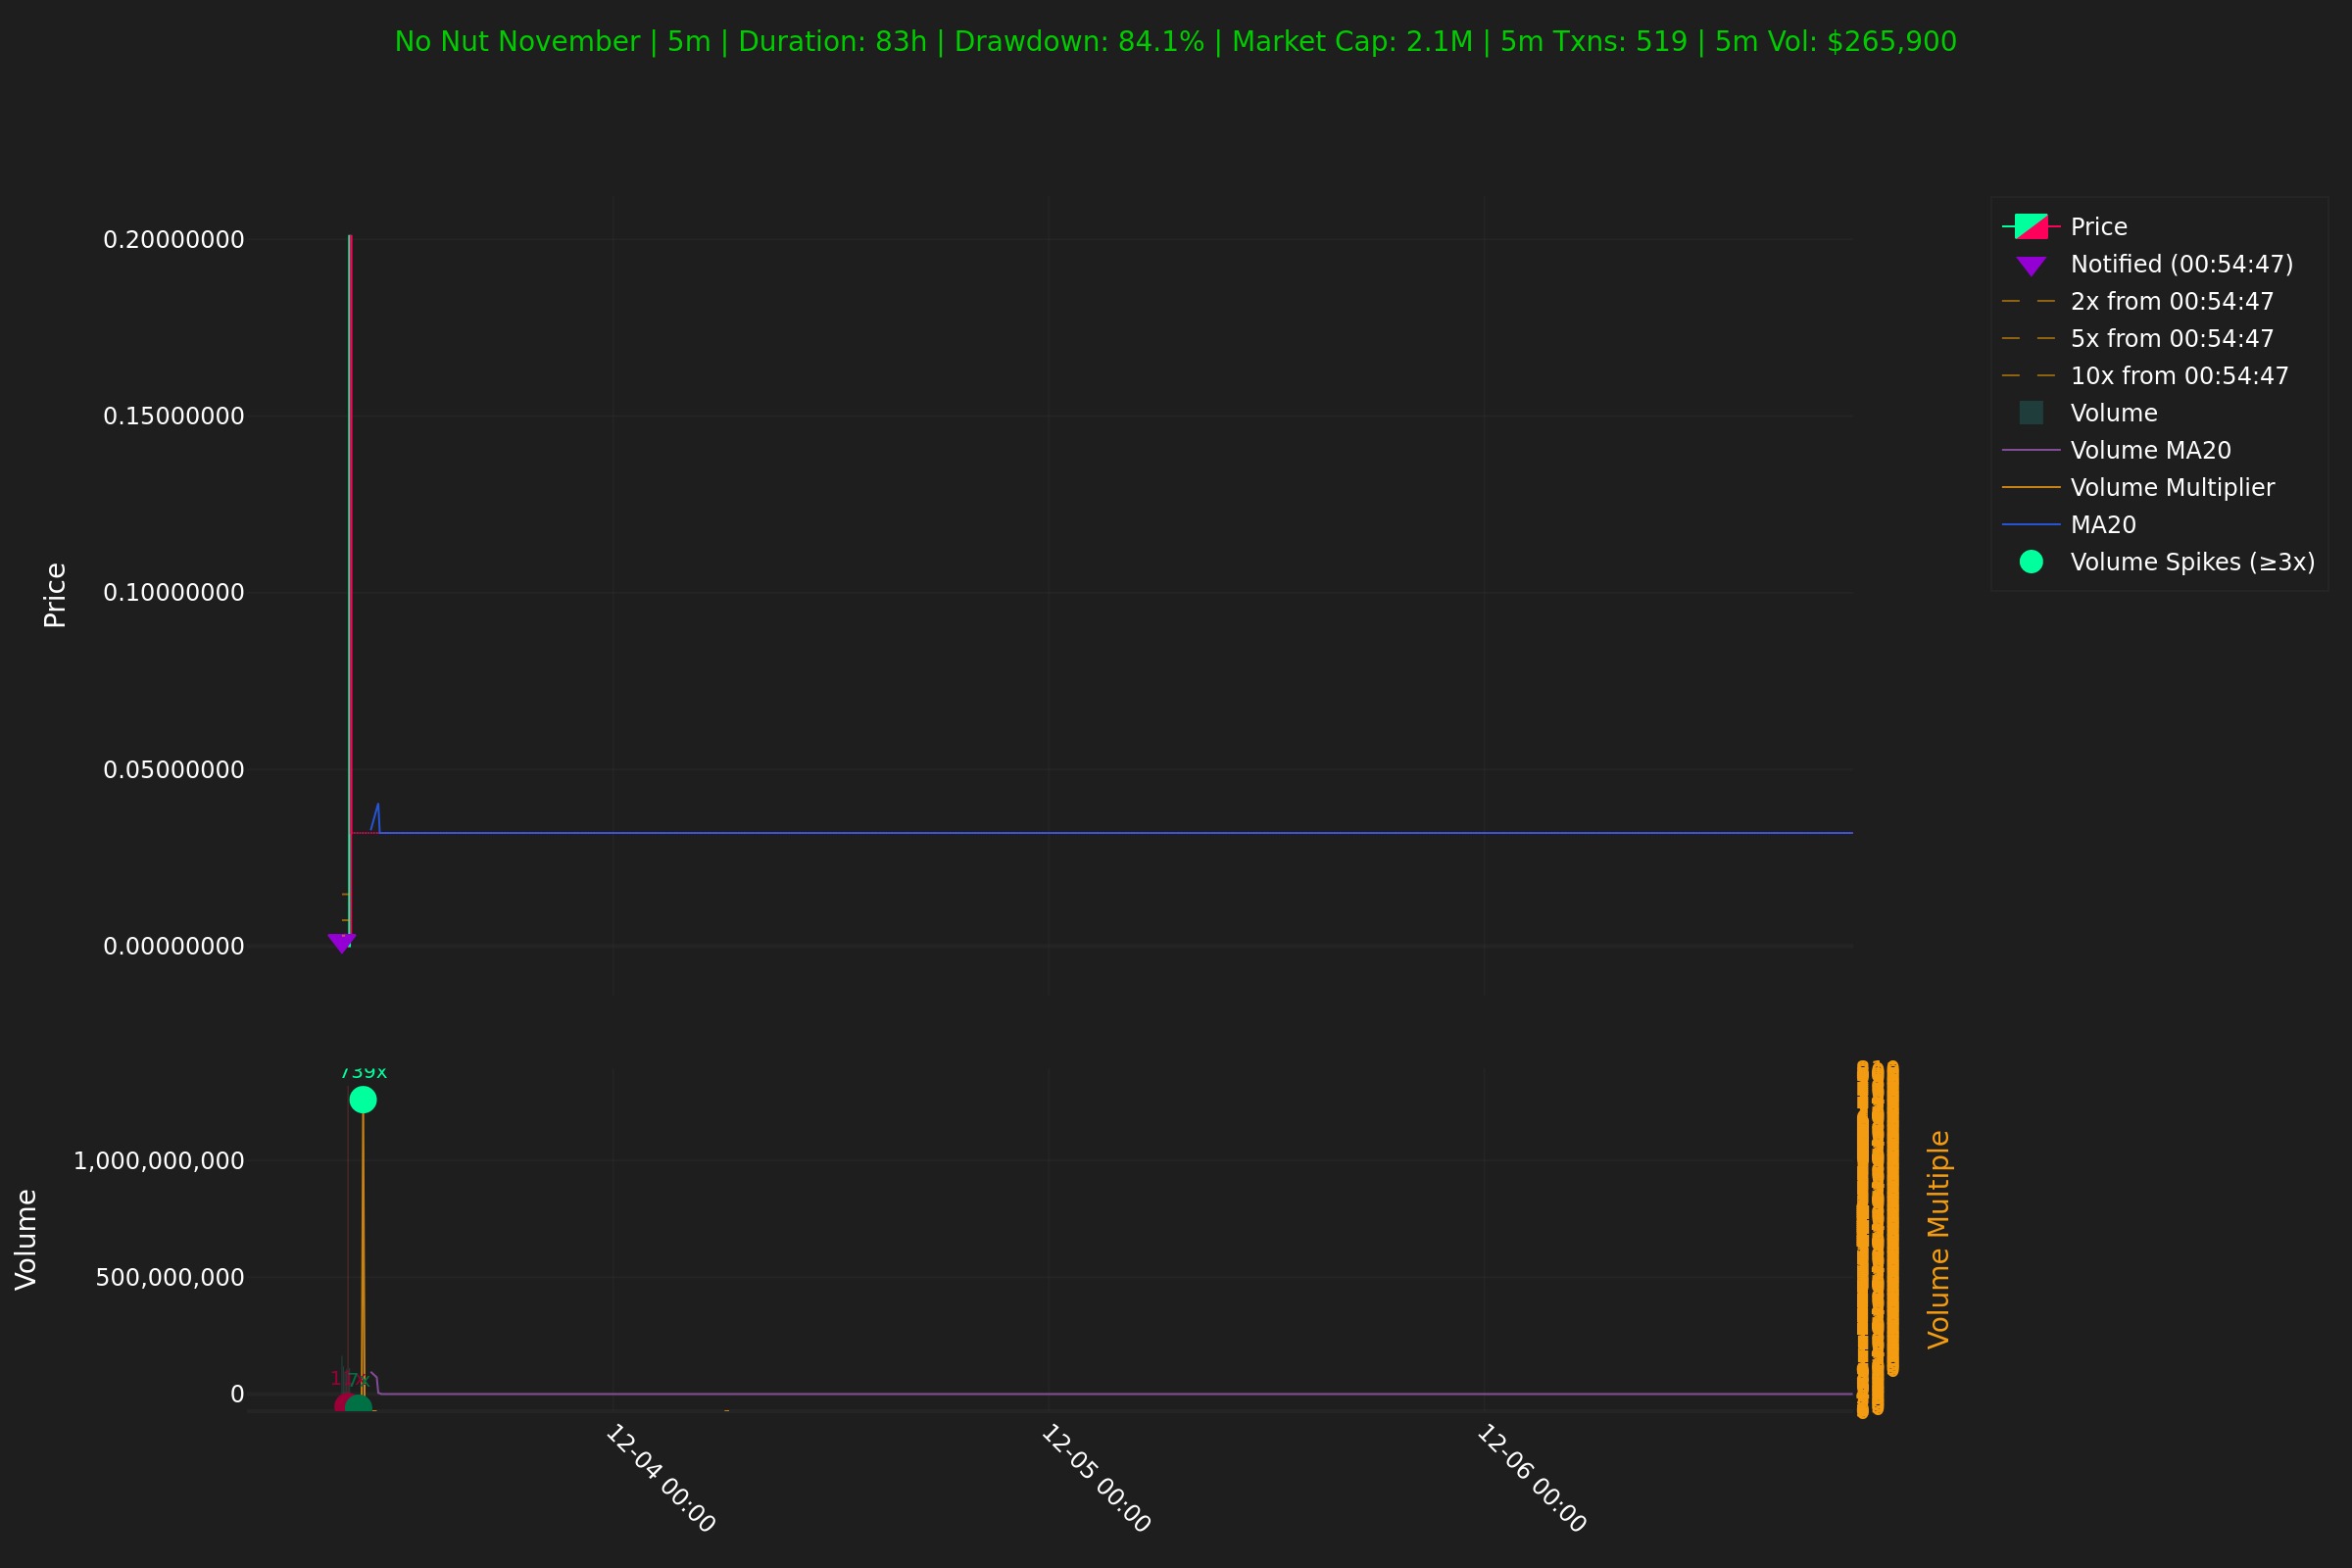 No Nut November | 5m | Duration: 83h | Drawdown: 84.1% | Market Cap: 2.1M | 5m Txns: 519 | 5m Vol: $265,900
Price
0.20000000
0.15000000
0.10000000
0.05000000
0.00000000
Price
Notified (00:54:47)
2x from 00:54:47
5x from 00:54:47
10x from 00:54:47
Volume
Volume MA20
Volume Multiplier
MA20
Volume Spikes (≥3x)
Volume
1,000,000,000
500,000,000
0
739x
7x
Volume Multiple
12-04 00:00
12-05 00:00
12-06 00:00